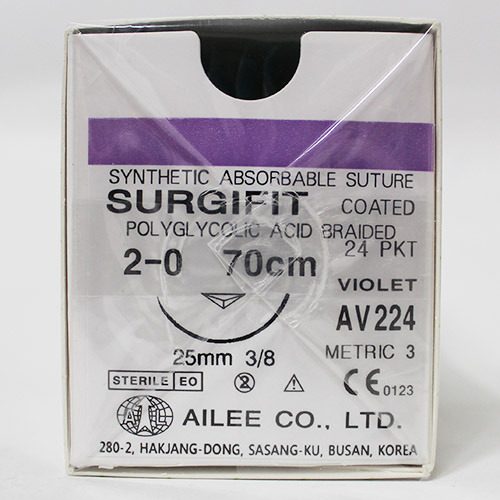 SYNTHETIC ABSORBABLE SUTURE
SURGIFIT COATED
POLYGLYCOLIC ACID BRAIDED
2-0 70cm 24 PKT
VIOLET
AV224
25mm 3/8 METRIC 3
STERILE EO 2 CE 0123
AILEE CO., LTD.
280-2, HAKJANG-DONG, SASANG-KU, BUSAN, KOREA